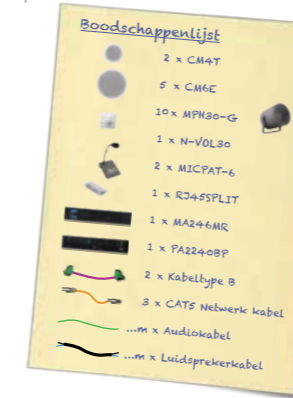 Boodschappenlijst
2 x CM4T
5 x CM6E
10 x MPH30-G
1 x N-VOL30
2 x MICPAT-6
1 x RJ45SPLIT
1 x MA246MR
1 x PA2240BP
2 x Kabeltype B
3 x CAT5 Netwerk kabel
...m x Audiokabel
...m x Luidsprekerkabel